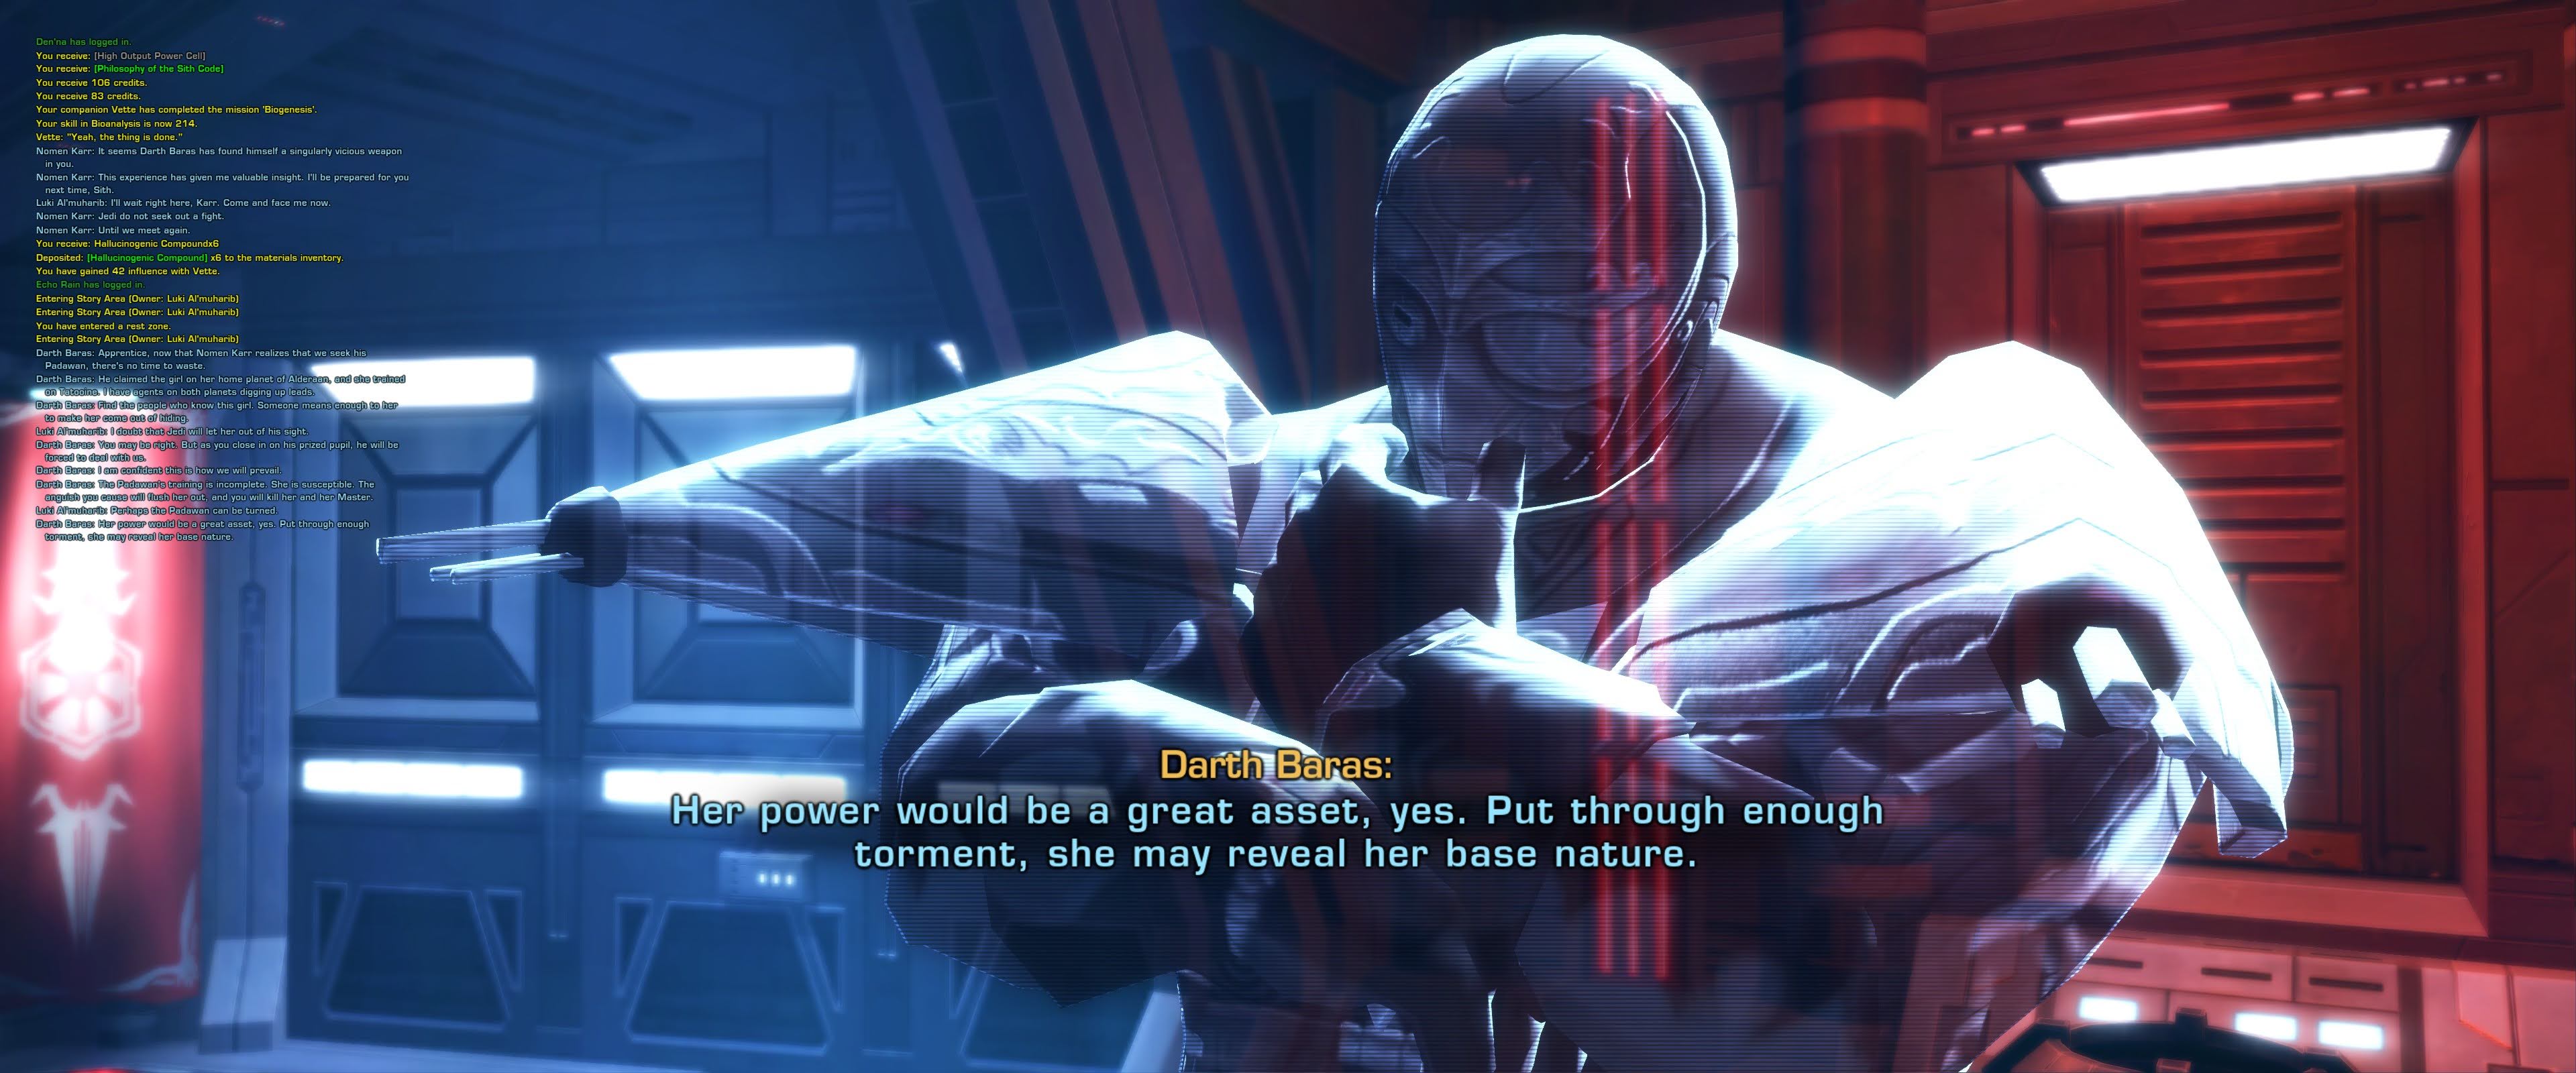 Den'na has logged in.
You receive: [High Output Power Cell]
You receive: [Philosophy of the Sith Code]
You receive 106 credits.
You receive 83 credits.
Your companion Vette has completed the mission 'Biogenesis'.
Your skill in Bioanalysis is now 214.
Vette: "Yeah, the thing is done."
Nomen Karr: It seems Darth Baras has found himself a singularly vicious weapon
in you.
Nomen Karr: This experience has given me valuable insight. I'll be prepared for you
next time, Sith.
Luki Al'muharib: I'll wait right here, Karr. Come and face me now.
Nomen Karr: Jedi do not seek out a fight.
Nomen Karr: Until we meet again.
You receive: Hallucinogenic Compoundx6
Deposited: [Hallucinogenic Compound] x6 to the materials inventory.
You have gained 42 influence with Vette.
Echo Rain has logged in.
Entering Story Area (Owner: Luki Al'muharib)
Entering Story Area (Owner: Luki Al'muharib)
You have entered a rest zone.
Entering Story Area (Owner: Luki Al'muharib)
Darth Baras: Apprentice, now that Nomen Karr realizes that we seek his
Padawan, there's no time to waste.
Darth Baras: He claimed the girl on her home planet of Alderaan, and she trained
on Tatooine. I have agents on both planets digging up leads.
Darth Baras: Find the people who know this girl. Someone means enough to her
to make her come out of hiding.
Luki Al'muharib: I doubt that Jedi will let her out of his sight.
Darth Baras: You may be right. But as you close in on his prized pupil, he will be
forced to deal with us.
Darth Baras: I am confident this is how we will prevail.
Darth Baras: The Padawan's training is incomplete. She is susceptible. The
anguish you cause will flush her out, and you will kill her and her Master.
Luki Al'muharib: Perhaps the Padawan can be turned.
Darth Baras: Her power would be a great asset, yes. Put through enough
torment, she may reveal her base nature.
Darth Baras:
Her power would be a great asset, yes. Put through enough
torment, she may reveal her base nature.